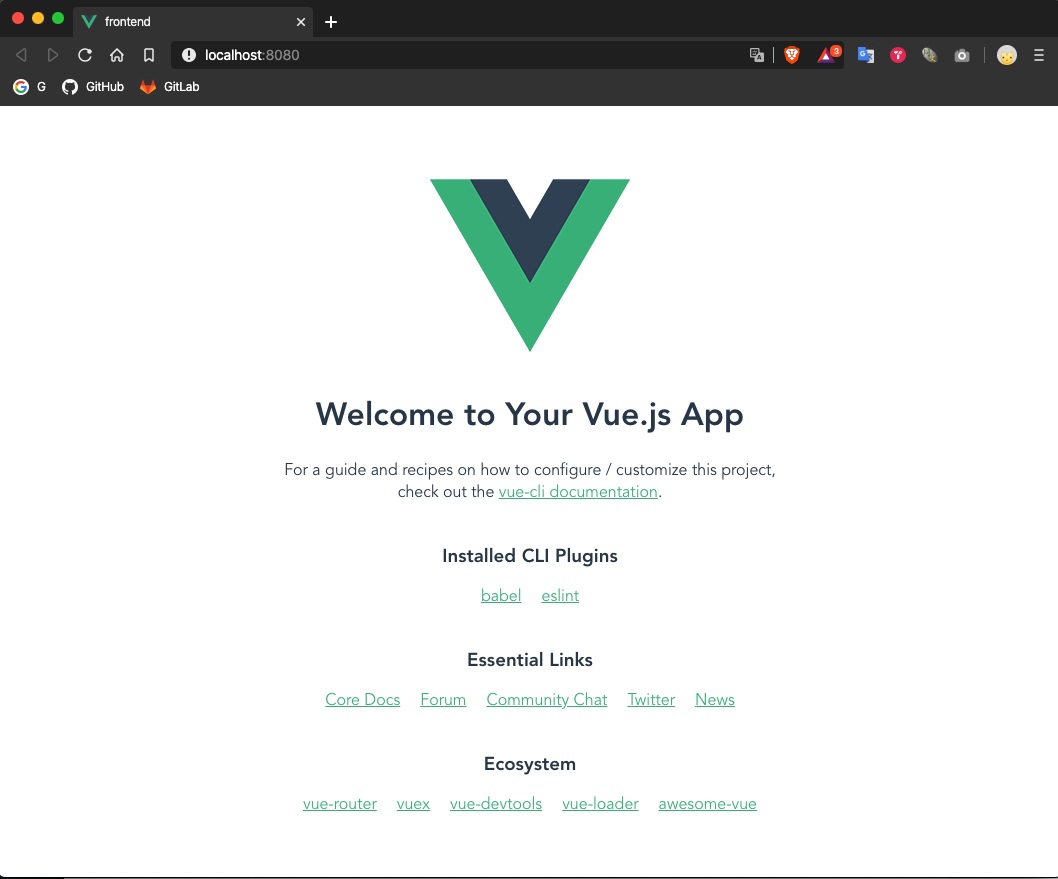 frontend
localhost:8080
3
G GitHub GitLab
Welcome to Your Vue.js App
For a guide and recipes on how to configure / customize this project,
check out the vue-cli documentation.
Installed CLI Plugins
babel eslint
Essential Links
Core Docs Forum Community Chat Twitter News
Ecosystem
vue-router vuex vue-devtools vue-loader awesome-vue